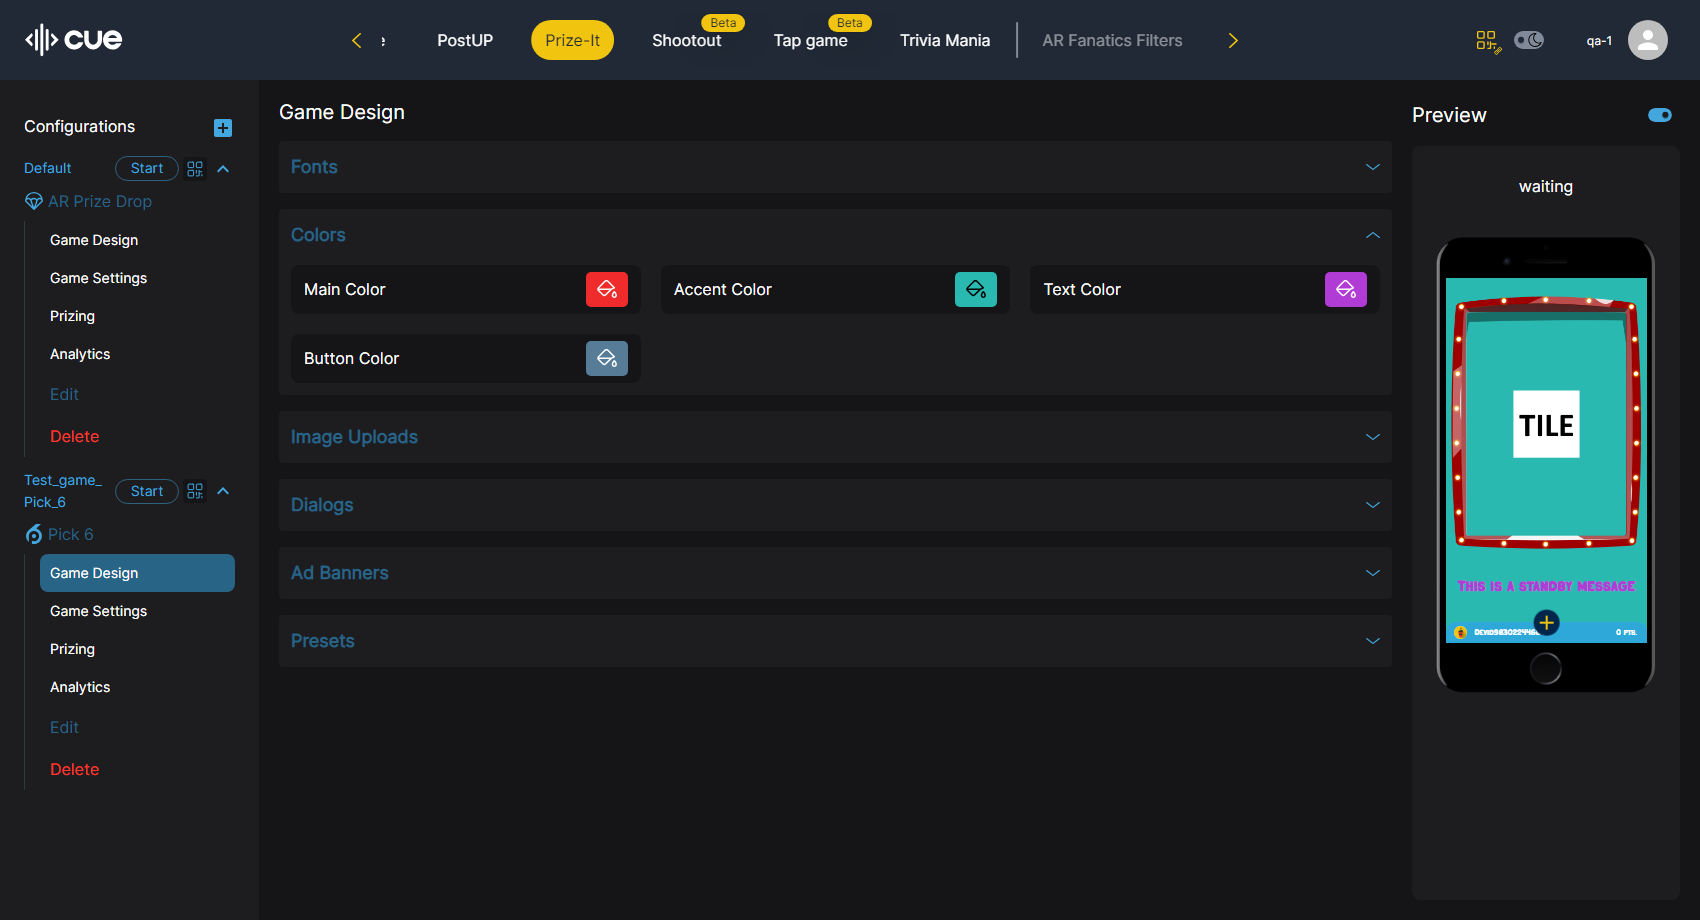 cue
PostUP
Prize-It
Shootout
Beta
Tap game
Beta
Trivia Mania
AR Fanatics Filters
qa-1
Configurations
Default
Start
AR Prize Drop
Game Design
Game Settings
Prizing
Analytics
Edit
Delete
Test_game_
Pick_6
Start
Pick 6
Game Design
Game Settings
Prizing
Analytics
Edit
Delete
Game Design
Fonts
Colors
Main Color
Accent Color
Text Color
Button Color
Image Uploads
Dialogs
Ad Banners
Presets
Preview
waiting
TILE
THIS IS A STANDBY MESSAGE
0 PTS.